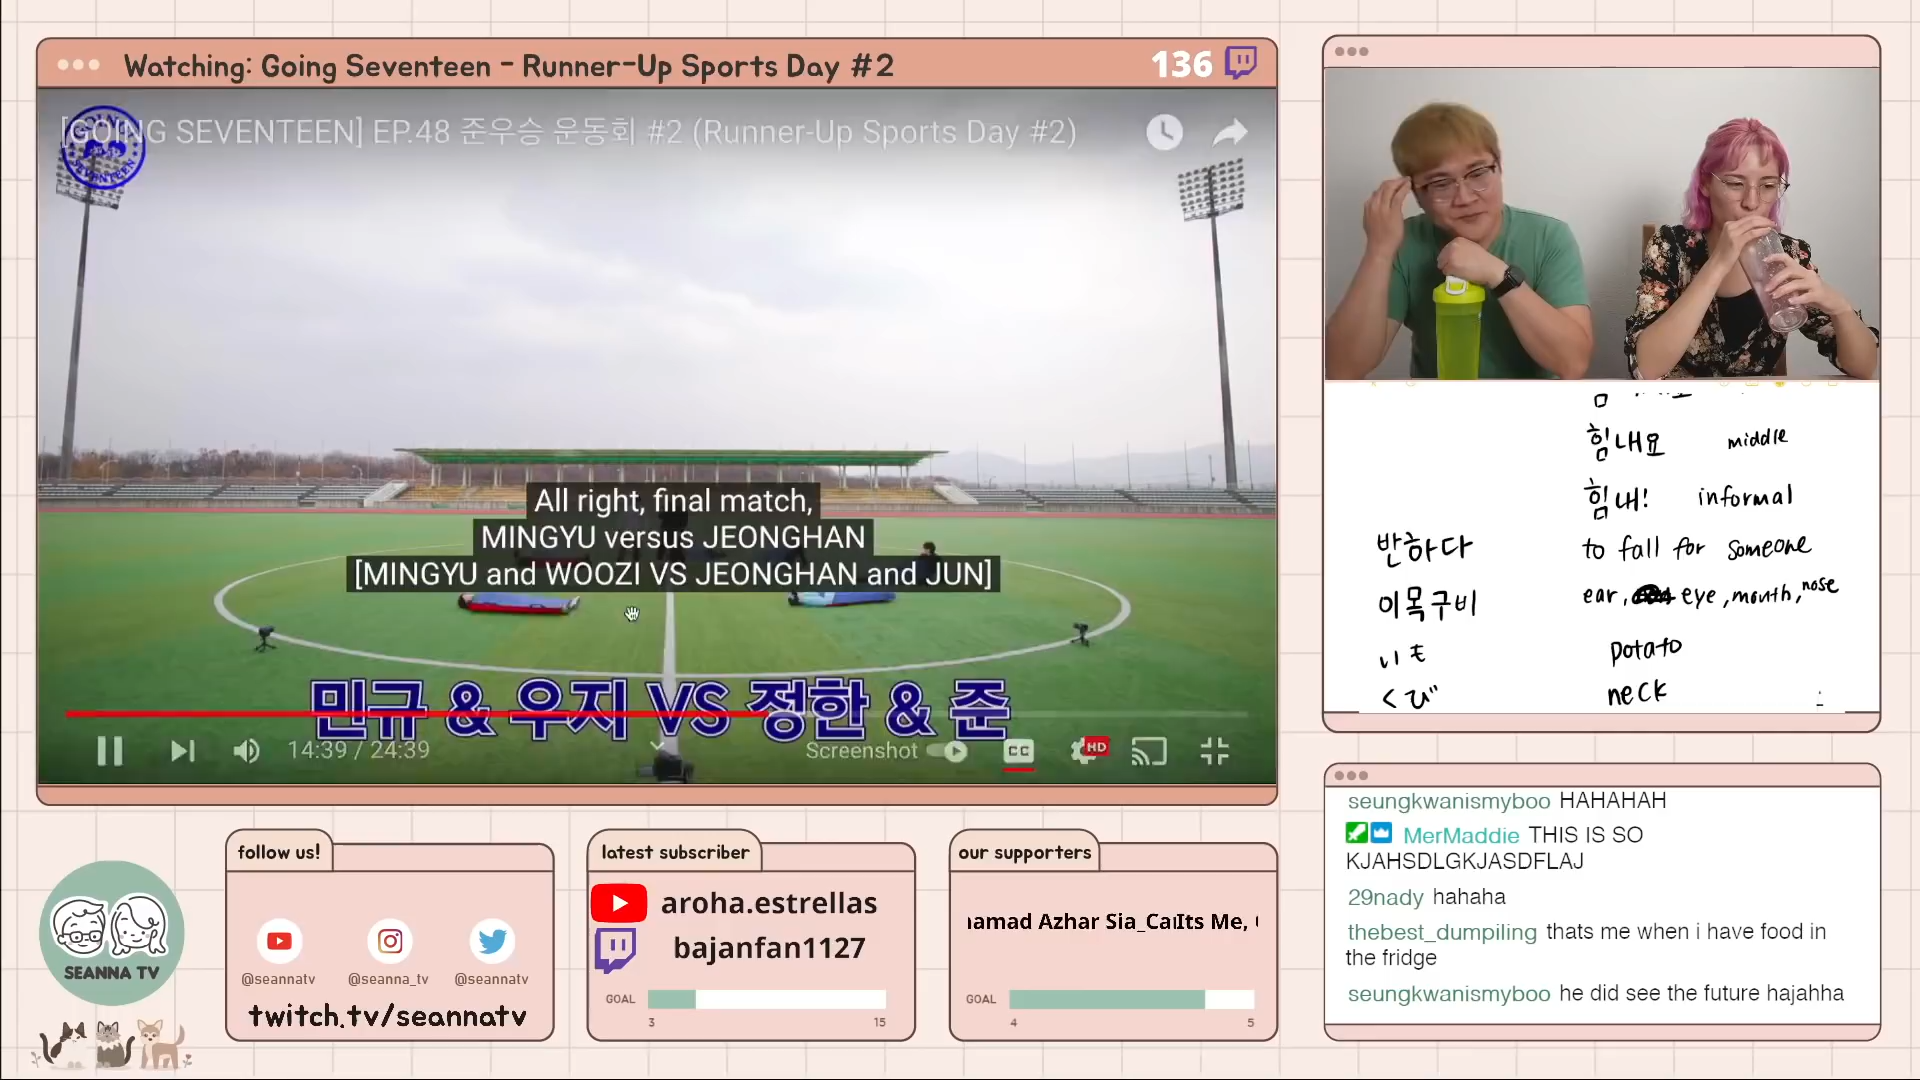 Watching: Going Seventeen - Runner-Up Sports Day #2
136
[GOING SEVENTEEN] EP.48 준우승 운동회 #2 (Runner-Up Sports Day #2)
All right, final match,
MINGYU versus JEONGHAN
[MINGYU and WOOZI VS JEONGHAN and JUN]
민규 & 우지 VS 정한 & 준
14:39 / 24:39
Screenshot
CC
HD
힘내요 middle
힘내! informal
반하다 to fall for someone
이목구비 ear, eye, mouth, nose
いも potato
くび neck
seungkwanismyboo HAHAHAH
MerMaddie THIS IS SO
KJAHSDLGKJASDFLAJ
29nady hahaha
thebest_dumpiling thats me when i have food in
the fridge
seungkwanismyboo he did see the future hajahha
SEANNA TV
follow us!
@seannatv @seanna_tv @seannatv
twitch.tv/seannatv
latest subscriber
aroha.estrellas
bajanfan1127
GOAL
3 15
our supporters
hamad Azhar Sia_CaiIts Me,
GOAL
4 5